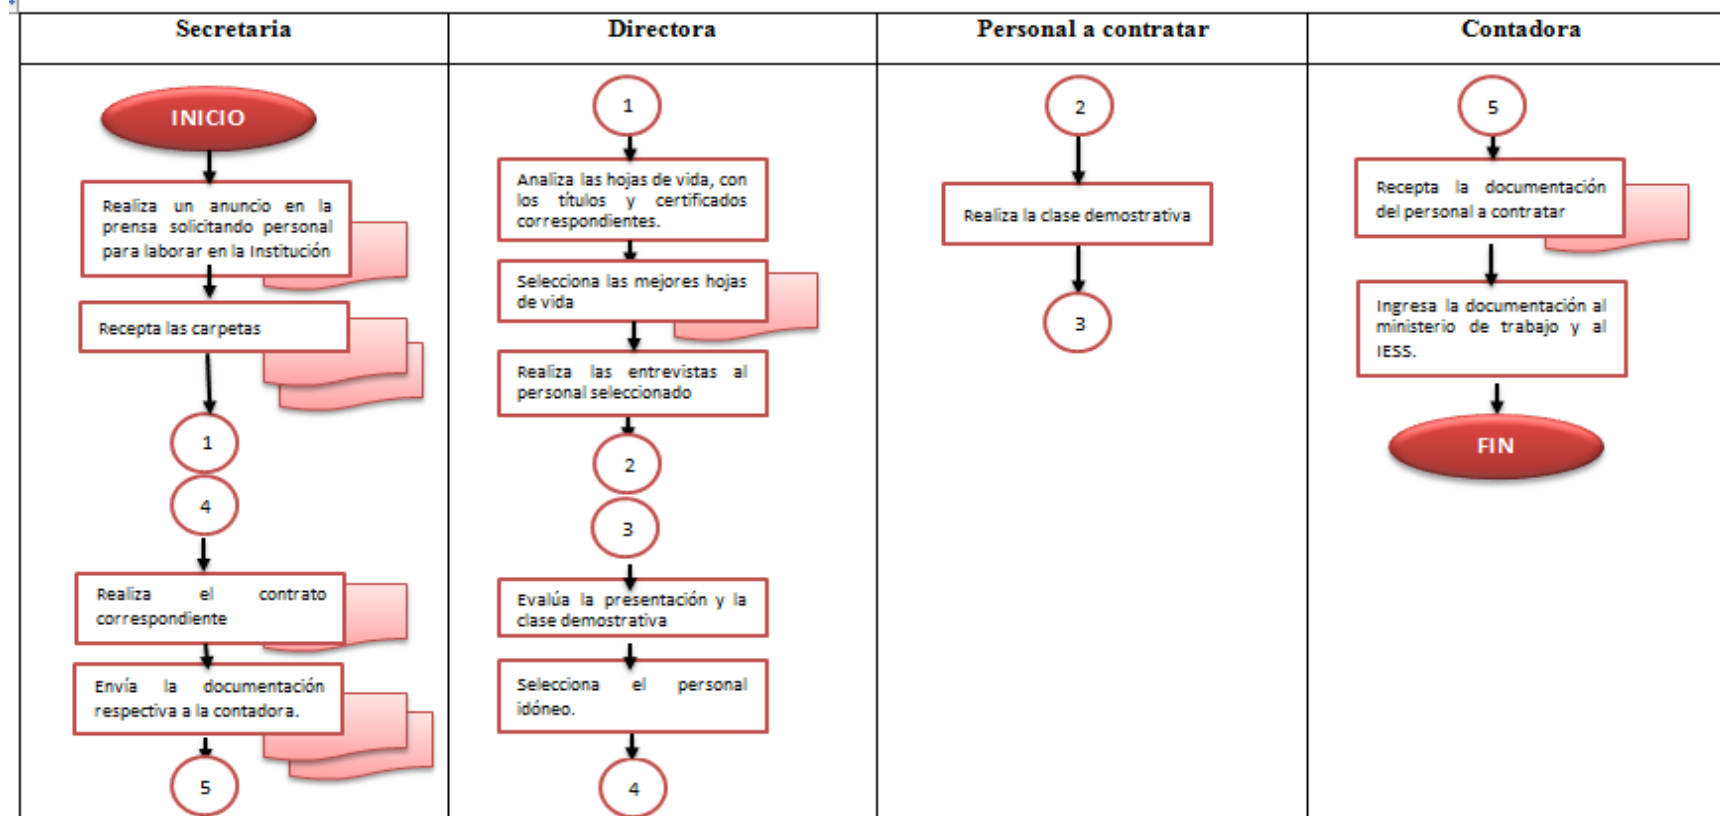 Secretaria
Directora
Personal a contratar
Contadora
INICIO
Realiza un anuncio en la
prensa solicitando personal
para laborar en la Institución
Recepta las carpetas
1
4
Realiza el contrato
correspondiente
Envía la documentación
respectiva a la contadora.
5
1
Analiza las hojas de vida, con
los títulos y certificados
correspondientes.
Selecciona las mejores hojas
de vida
Realiza las entrevistas al
personal seleccionado
2
3
Evalúa la presentación y la
clase demostrativa
Selecciona el personal
idóneo.
4
2
Realiza la clase demostrativa
3
5
Recepta la documentación
del personal a contratar
Ingresa la documentación al
ministerio de trabajo y al
IESS.
FIN